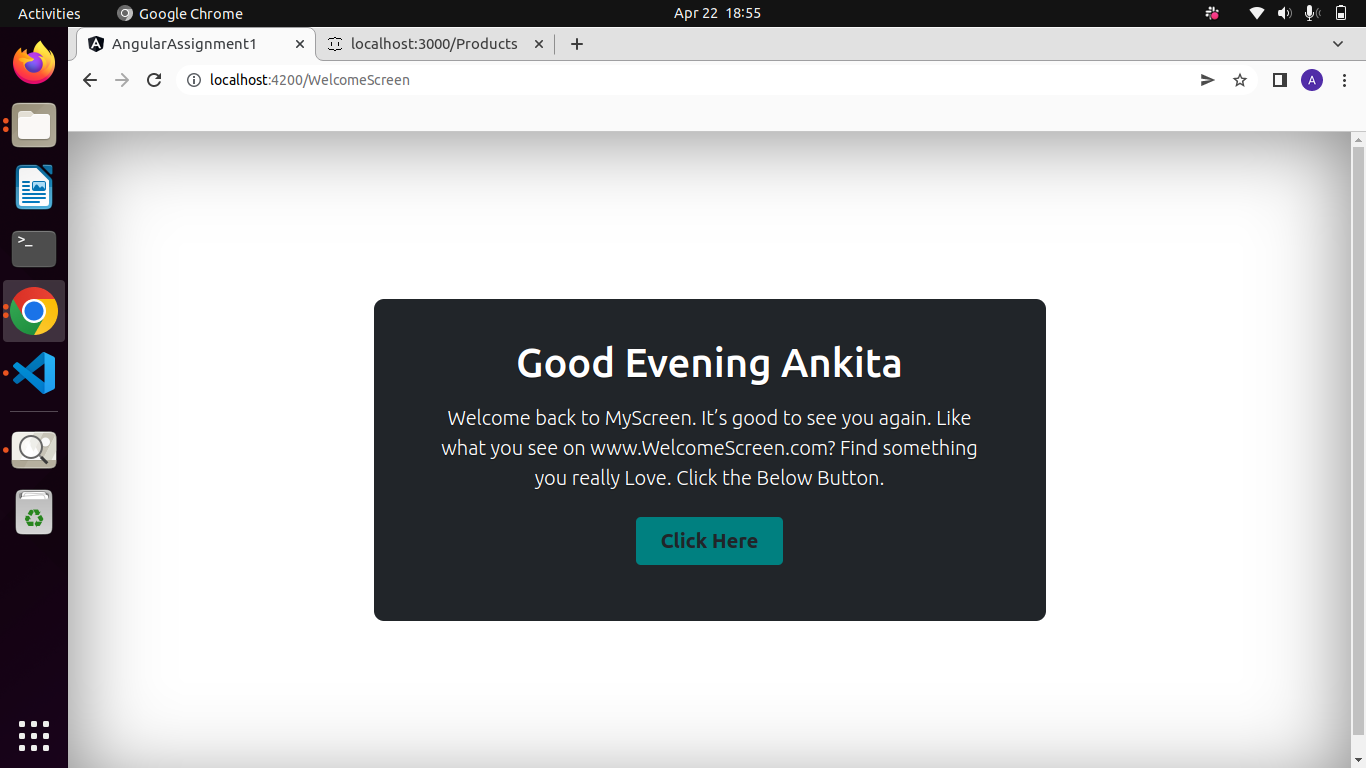 Activities Google Chrome Apr 22 18:55
AngularAssignment1 localhost:3000/Products
localhost:4200/WelcomeScreen A
>_
Good Evening Ankita
Welcome back to MyScreen. It’s good to see you again. Like
what you see on www.WelcomeScreen.com? Find something
you really Love. Click the Below Button.
Click Here